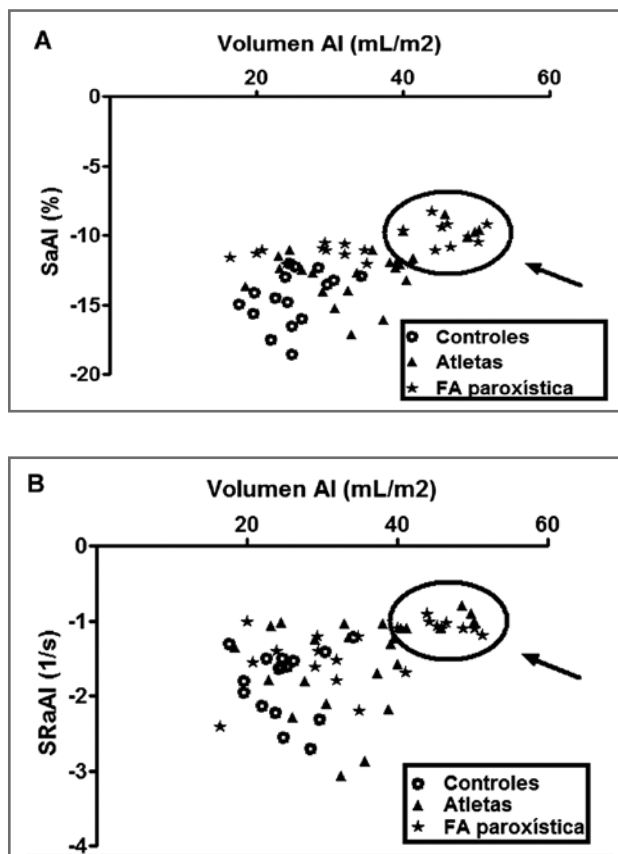 A
Volumen AI (mL/m2)
20 40 60
0
-5
-10
-15
-20
SaAI (%)
Controles
Atletas
FA paroxística
B
Volumen AI (mL/m2)
20 40 60
0
-1
-2
-3
-4
SRaAI (1/s)
Controles
Atletas
FA paroxística